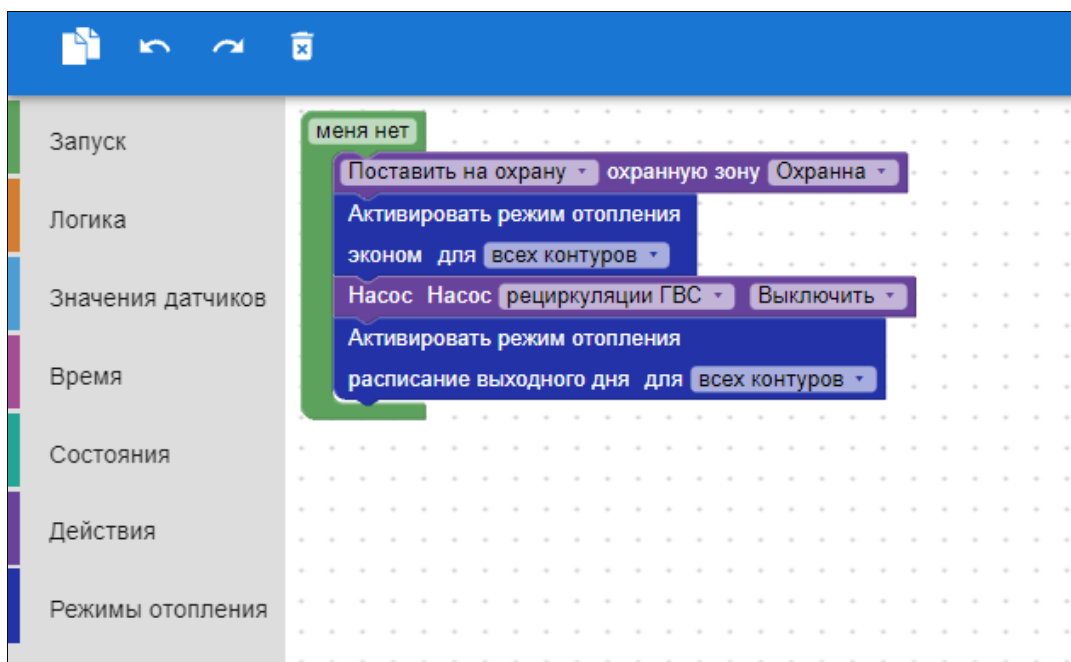 Запуск
Логика
Значения датчиков
Время
Состояния
Действия
Режимы отопления
меня нет
Поставить на охрану охранную зону Охранна
Активировать режим отопления
эконом для всех контуров
Насос Насос рециркуляции ГВС Выключить
Активировать режим отопления
расписание выходного дня для всех контуров